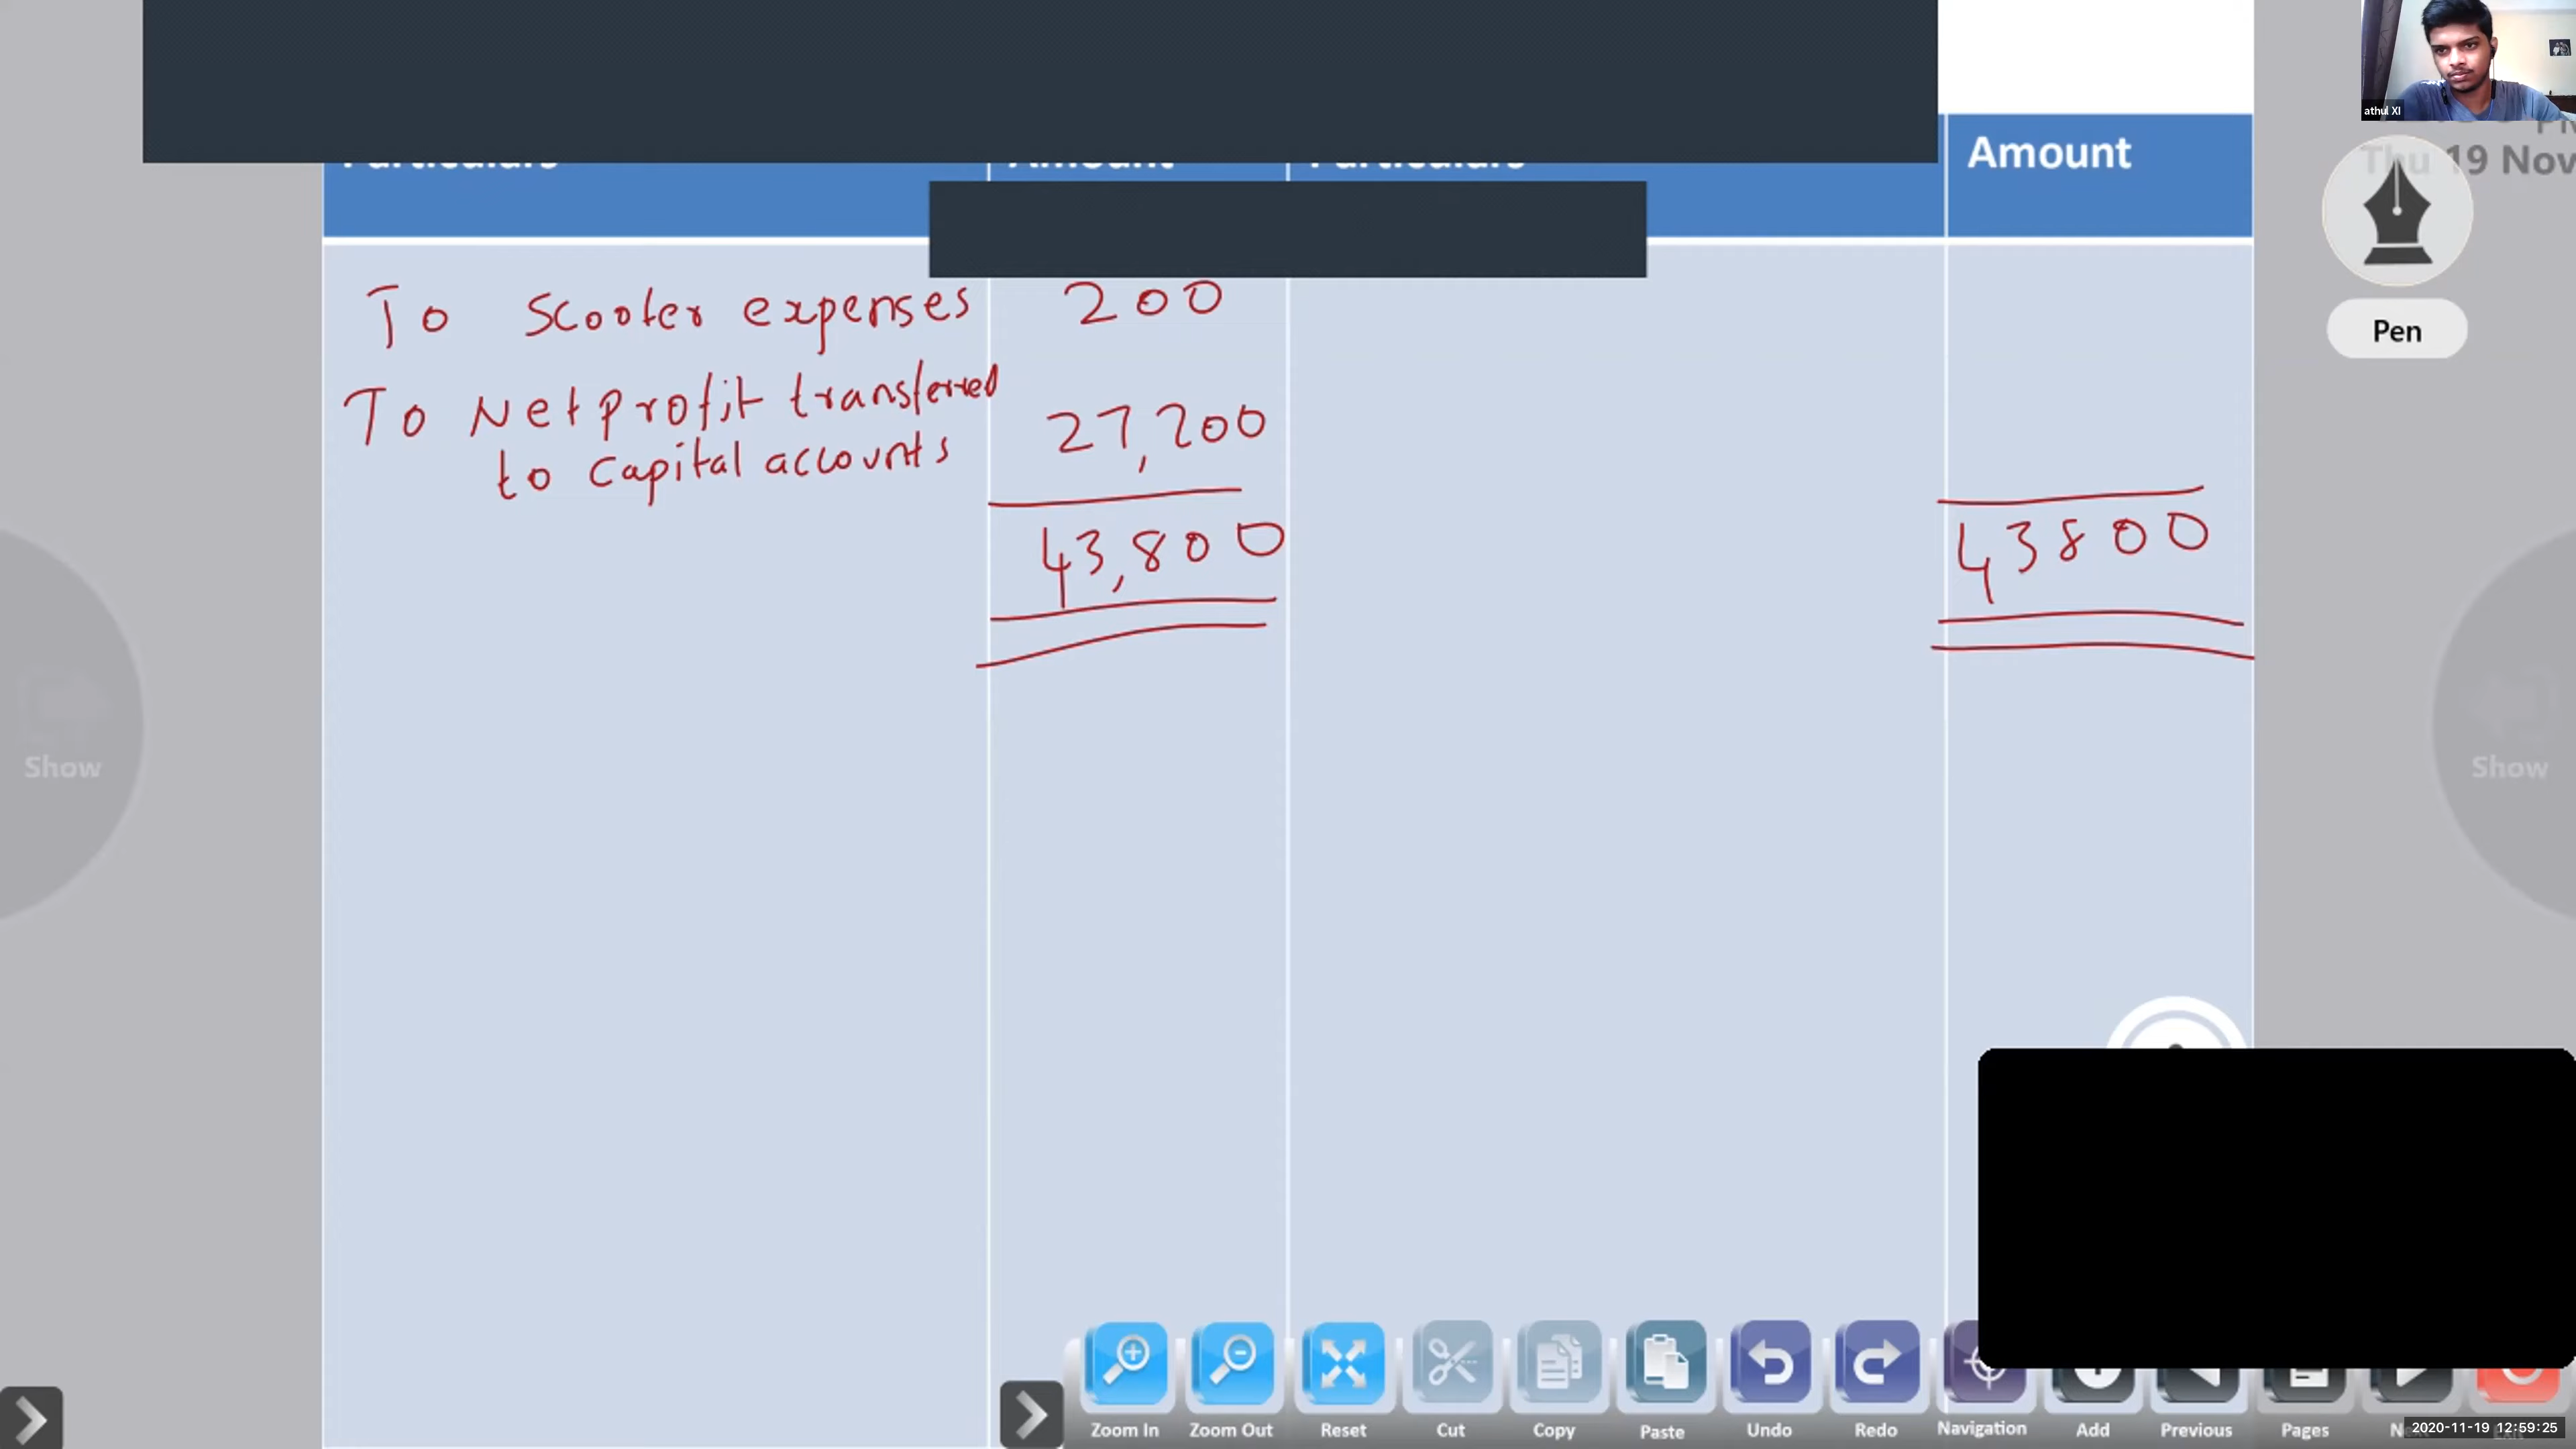 athul XI
Amount
Thu 19 Nov
To Scooter expenses 200
Pen
To Net profit transferred
to capital accounts 27,200
43,800 43800
Show Show
Zoom In Zoom Out Reset Cut Copy Paste Undo Redo Navigation Add Previous Pages
2020-11-19 12:59:25